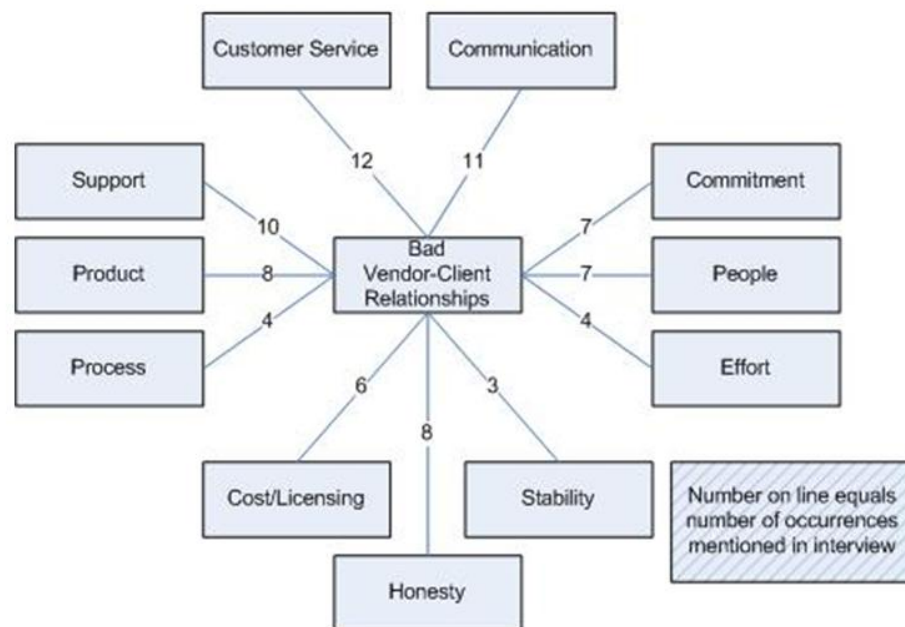 Customer Service
Communication
12
11
Support
Commitment
10
7
Bad
Vendor-Client
Relationships
Product
8
7
People
4
4
Process
Effort
6
3
8
Cost/Licensing
Stability
Number on line equals
number of occurrences
mentioned in interview
Honesty